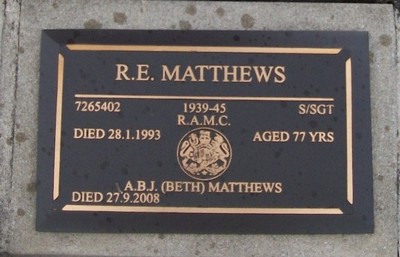 R.E. MATTHEWS
7265402 1939-45 S/SGT
R.A.M.C.
DIED 28.1.1993 AGED 77 YRS
A.B.J. (BETH) MATTHEWS
DIED 27.9.2008